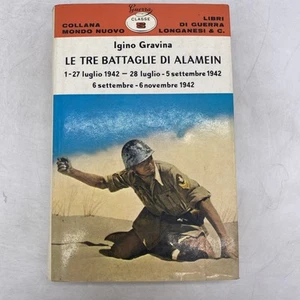 COLLANA
MONDO NUOVO
CLASSE
LIBRI
DI GUERRA
LONGANESI & C.
Igino Gravina
LE TRE BATTAGLIE DI ALAMEIN
1-27 luglio 1942 – 28 luglio - 5 settembre 1942
6 settembre - 6 novembre 1942